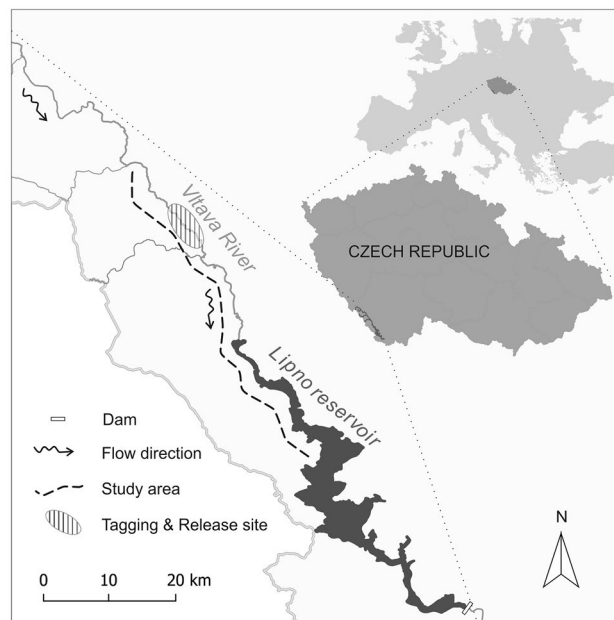 CZECH REPUBLIC
Vltava River
Lipno reservoir
Dam
Flow direction
Study area
Tagging & Release site
0 10 20 km
N